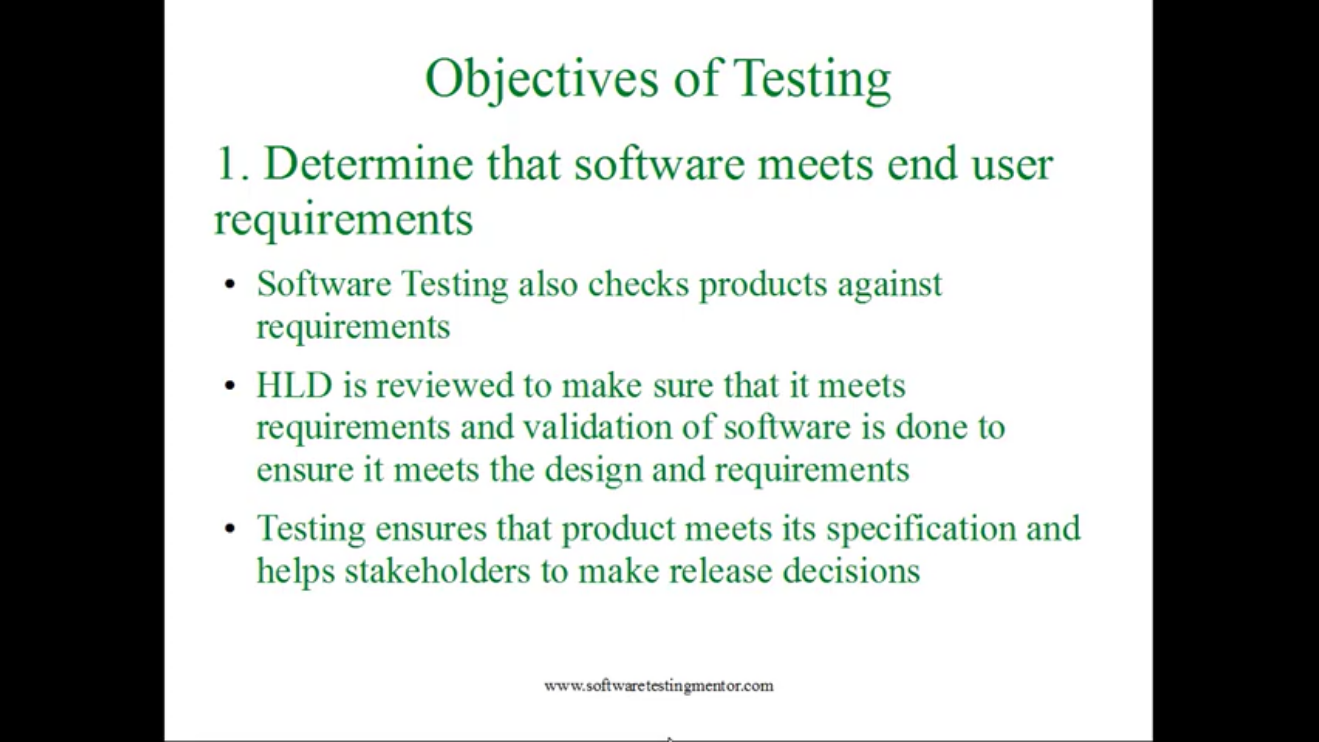 Objectives of Testing
1. Determine that software meets end user
requirements
• Software Testing also checks products against
requirements
• HLD is reviewed to make sure that it meets
requirements and validation of software is done to
ensure it meets the design and requirements
• Testing ensures that product meets its specification and
helps stakeholders to make release decisions
www.softwaretestingmentor.com